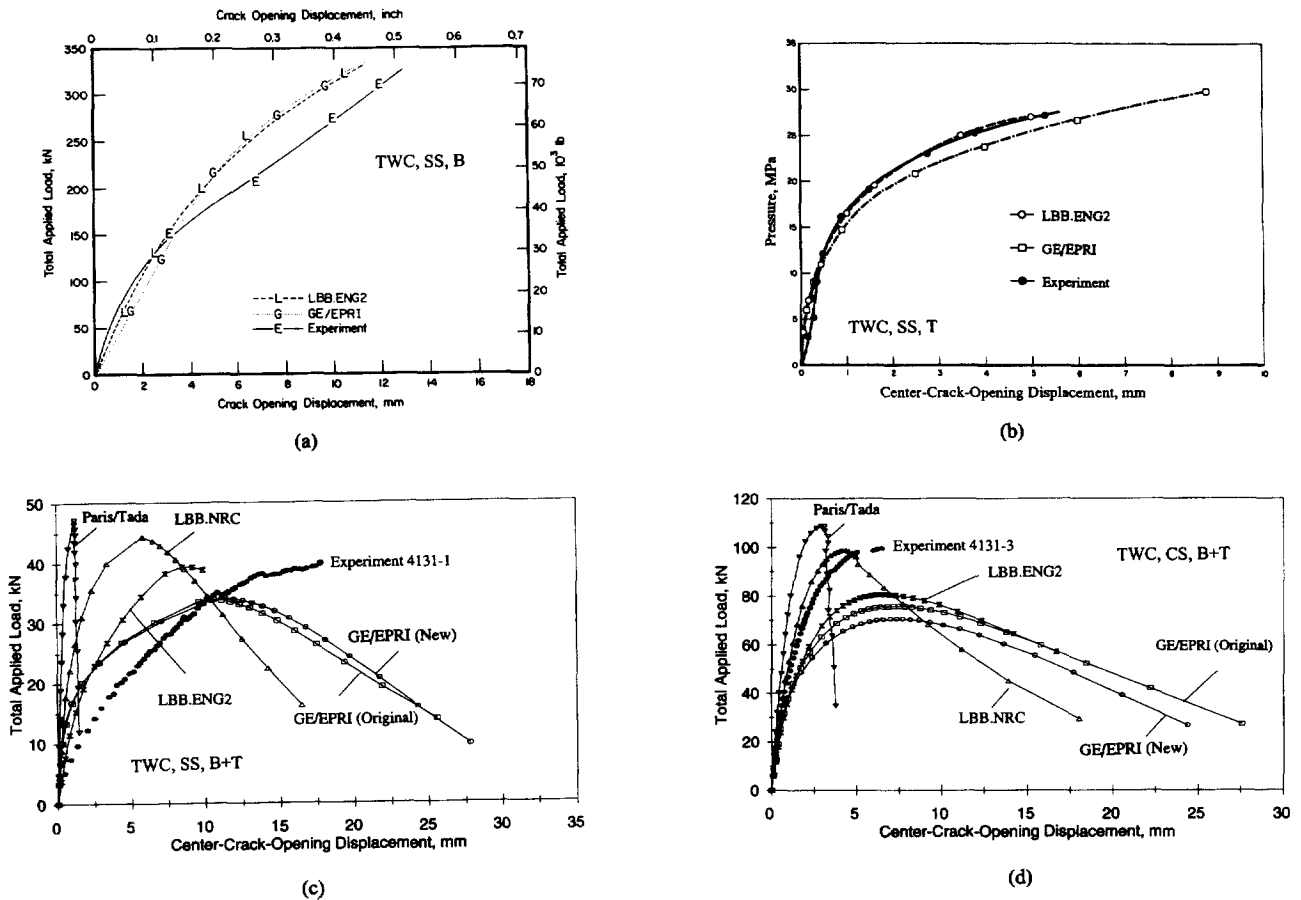 Crack Opening Displacement, inch
0 0.1 0.2 0.3 0.4 0.5 0.6 0.7
350
300
250
200
150
100
50
0
Total Applied Load, kN
70
60
50
40
30
20
10
0
Total Applied Load, 10³ lb
TWC, SS, B
L LBB.ENG2
G GE/EPRI
E Experiment
0 2 4 6 8 10 12 14 16 18
Crack Opening Displacement, mm
(a)
35
30
25
20
15
10
5
0
Pressure, MPa
LBB.ENG2
GE/EPRI
Experiment
TWC, SS, T
0 1 2 3 4 5 6 7 8 9 10
Center-Crack-Opening Displacement, mm
(b)
50
40
30
20
10
0
Total Applied Load, kN
Paris/Tada
LBB.NRC
Experiment 4131-1
GE/EPRI (New)
LBB.ENG2
GE/EPRI (Original)
TWC, SS, B+T
0 5 10 15 20 25 30 35
Center-Crack-Opening Displacement, mm
(c)
120
100
80
60
40
20
0
Total Applied Load, kN
Paris/Tada
Experiment 4131-3
TWC, CS, B+T
LBB.ENG2
GE/EPRI (Original)
LBB.NRC
GE/EPRI (New)
0 5 10 15 20 25 30
Center-Crack-Opening Displacement, mm
(d)